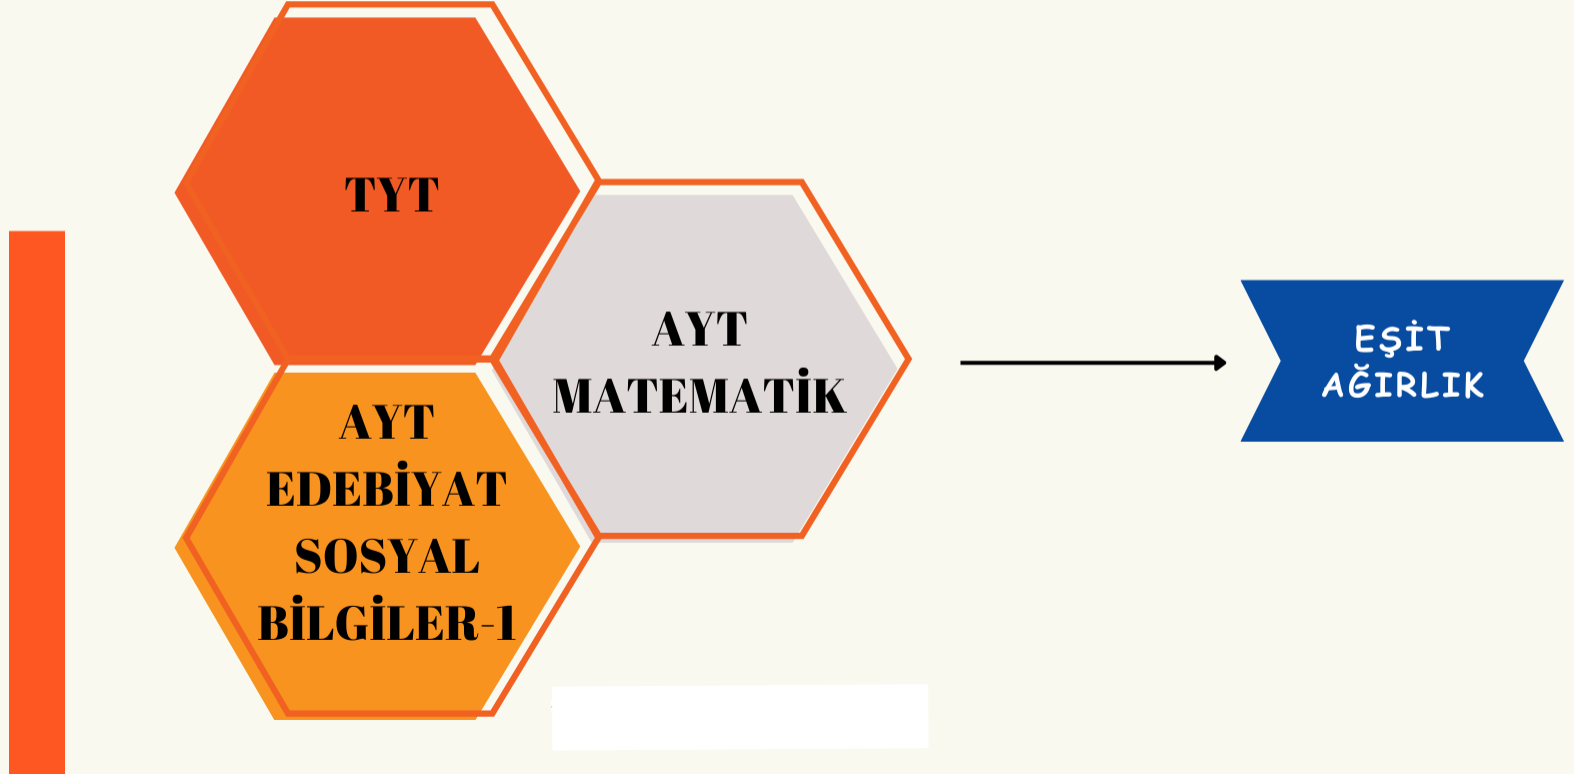 TYT
AYT
MATEMATİK
AYT
EDEBİYAT
SOSYAL
BİLGİLER-1
EŞİT
AĞIRLIK